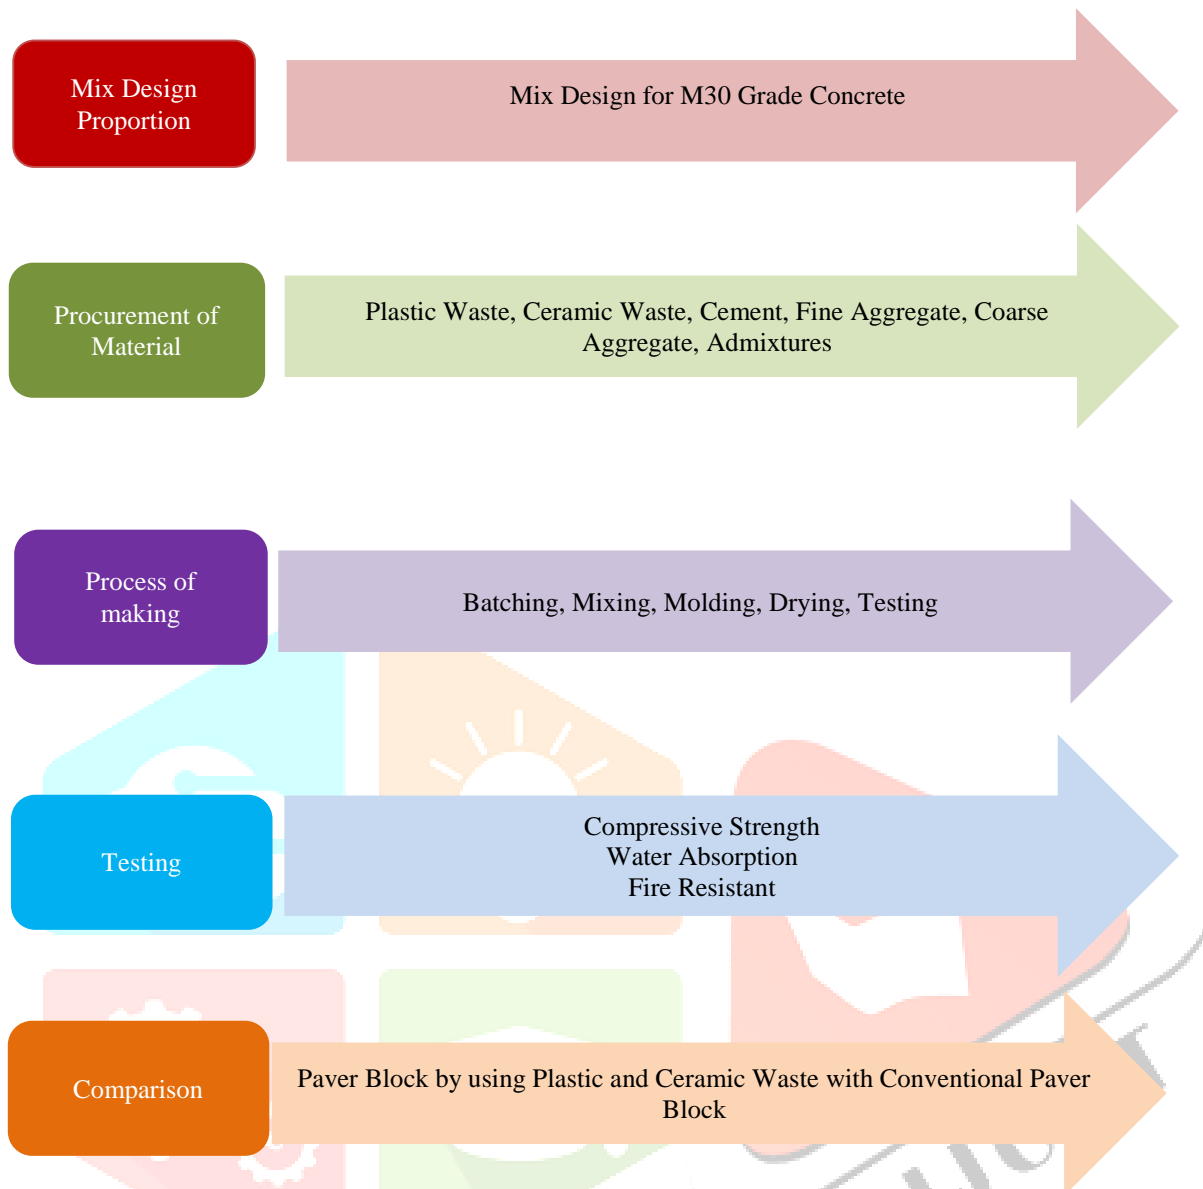 Mix Design
Proportion
Mix Design for M30 Grade Concrete
Procurement of
Material
Plastic Waste, Ceramic Waste, Cement, Fine Aggregate, Coarse
Aggregate, Admixtures
Process of
making
Batching, Mixing, Molding, Drying, Testing
Testing
Compressive Strength
Water Absorption
Fire Resistant
Comparison
Paver Block by using Plastic and Ceramic Waste with Conventional Paver
Block